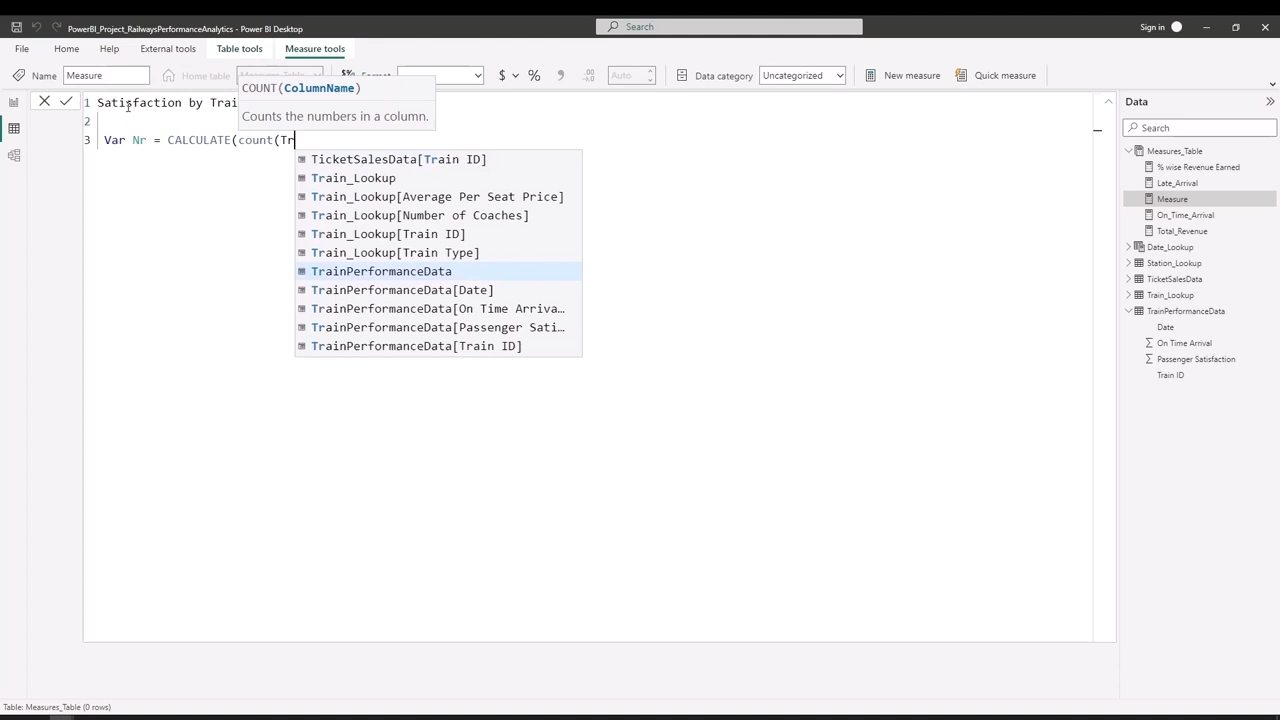 PowerBI_Project_RailwaysPerformanceAnalytics - Power BI Desktop
Search
Sign in
File
Home
Help
External tools
Table tools
Measure tools
Name
Measure
Home table
Measures_Table
Format
$
%
Auto
Data category
Uncategorized
New measure
Quick measure
COUNT(ColumnName)
Counts the numbers in a column.
1 Satisfaction by Trai
2
3 Var Nr = CALCULATE(count(Tr
TicketSalesData[Train ID]
Train_Lookup
Train_Lookup[Average Per Seat Price]
Train_Lookup[Number of Coaches]
Train_Lookup[Train ID]
Train_Lookup[Train Type]
TrainPerformanceData
TrainPerformanceData[Date]
TrainPerformanceData[On Time Arriva…
TrainPerformanceData[Passenger Sati…
TrainPerformanceData[Train ID]
Data
Search
Measures_Table
% wise Revenue Earned
Late_Arrival
Measure
On_Time_Arrival
Total_Revenue
Date_Lookup
Station_Lookup
TicketSalesData
Train_Lookup
TrainPerformanceData
Date
On Time Arrival
Passenger Satisfaction
Train ID
Table: Measures_Table (0 rows)